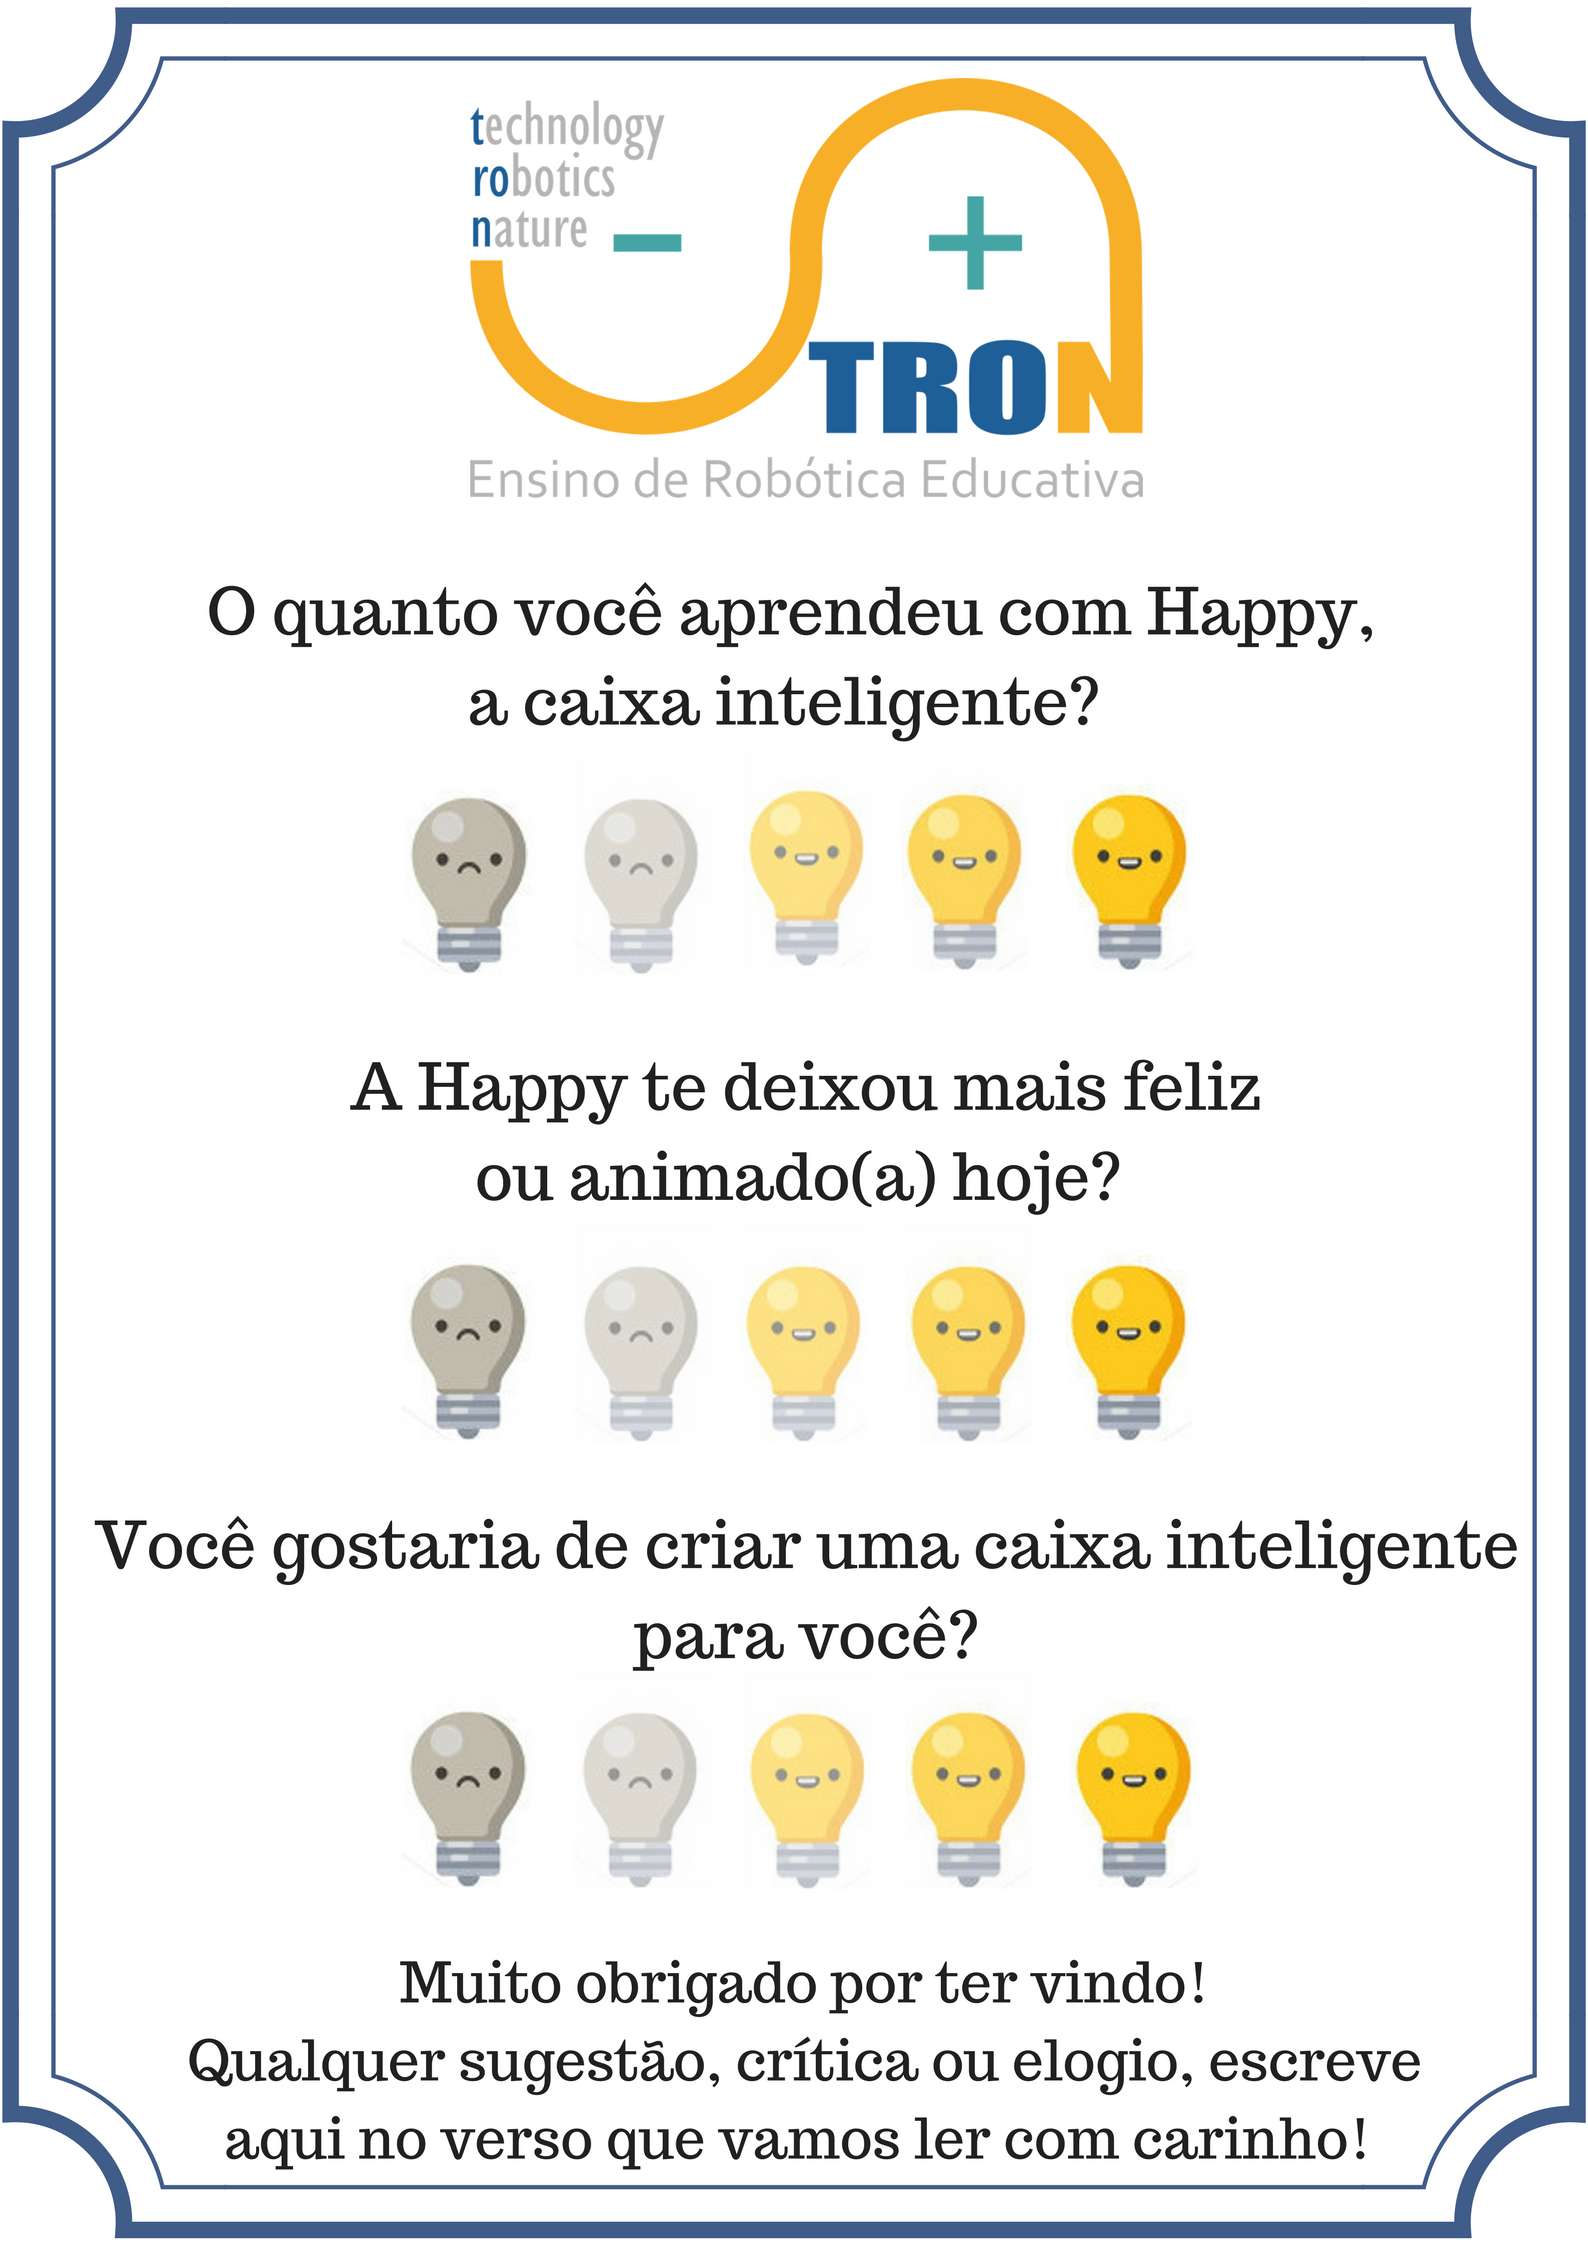 technology
robotics
nature
TRON
Ensino de Robótica Educativa
O quanto você aprendeu com Happy,
a caixa inteligente?
A Happy te deixou mais feliz
ou animado(a) hoje?
Você gostaria de criar uma caixa inteligente
para você?
Muito obrigado por ter vindo!
Qualquer sugestão, crítica ou elogio, escreve
aqui no verso que vamos ler com carinho!